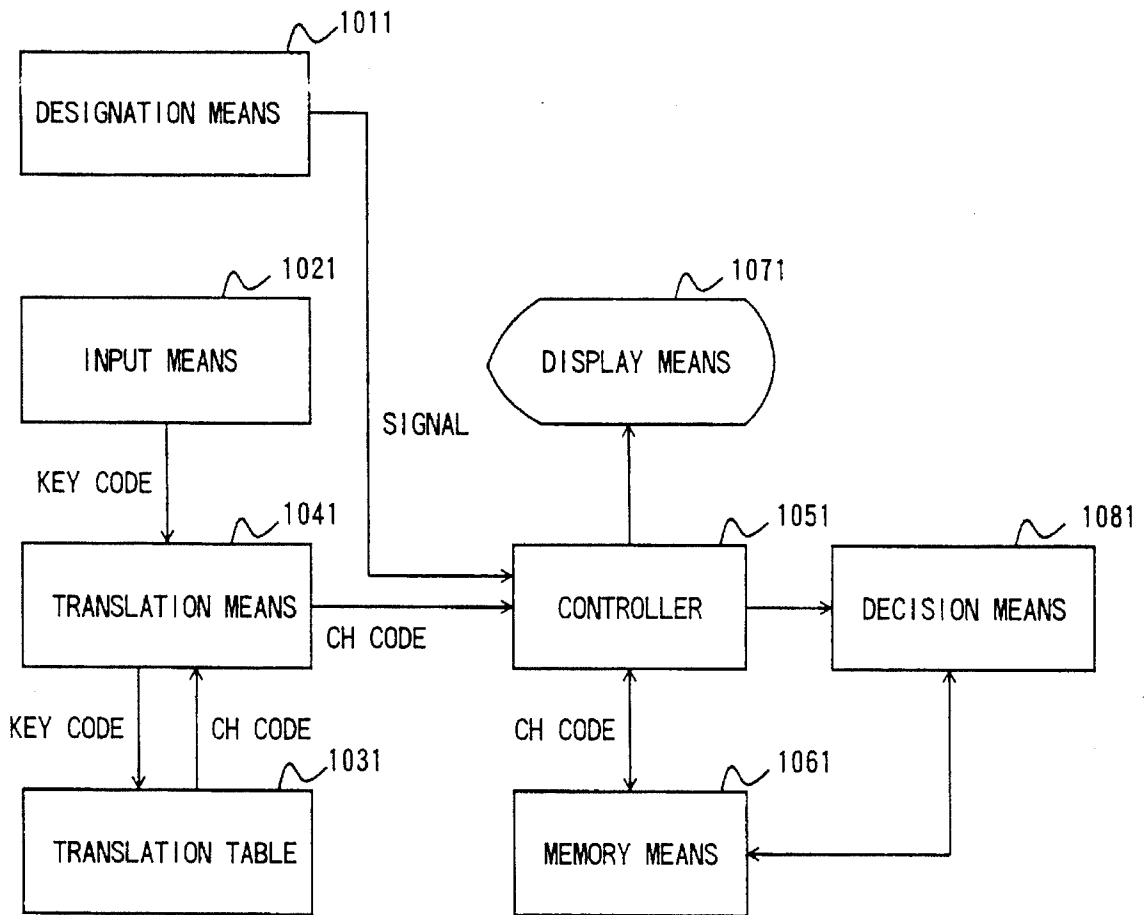 1011
DESIGNATION MEANS
1021
INPUT MEANS
1071
DISPLAY MEANS
SIGNAL
KEY CODE
1041
TRANSLATION MEANS
CH CODE
1051
CONTROLLER
1081
DECISION MEANS
KEY CODE
CH CODE
CH CODE
1031
TRANSLATION TABLE
1061
MEMORY MEANS